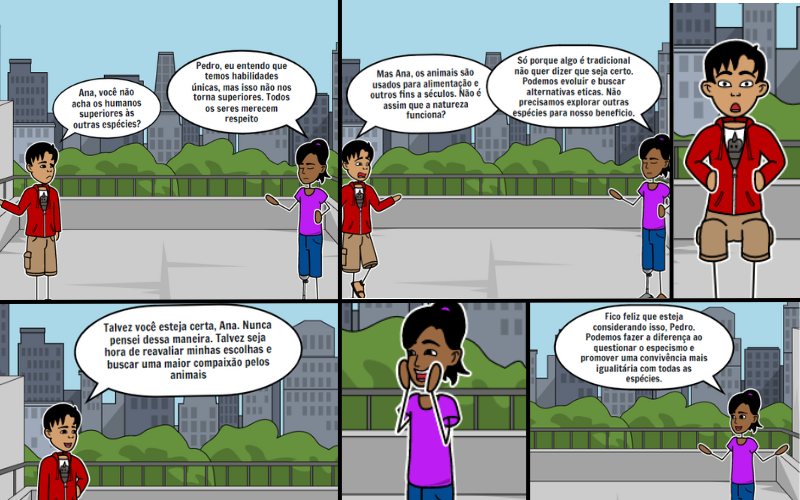 Ana, você não
acha os humanos
superiores às
outras espécies?
Pedro, eu entendo que
temos habilidades
únicas, mas isso não nos
torna superiores. Todos
os seres merecem
respeito
Mas Ana, os animais são
usados para alimentação e
outros fins a séculos. Não é
assim que a natureza
funciona?
Só porque algo é tradicional
não quer dizer que seja certo.
Podemos evoluir e buscar
alternativas eticas. Não
precisamos explorar outras
espécies para nosso benefício.
Talvez você esteja certa, Ana. Nunca
pensei dessa maneira. Talvez seja
hora de reavaliar minhas escolhas e
buscar uma maior compaixão pelos
animais
Fico feliz que esteja
considerando isso, Pedro.
Podemos fazer a diferença ao
questionar o especismo e
promover uma convivência mais
igualitária com todas as
espécies.